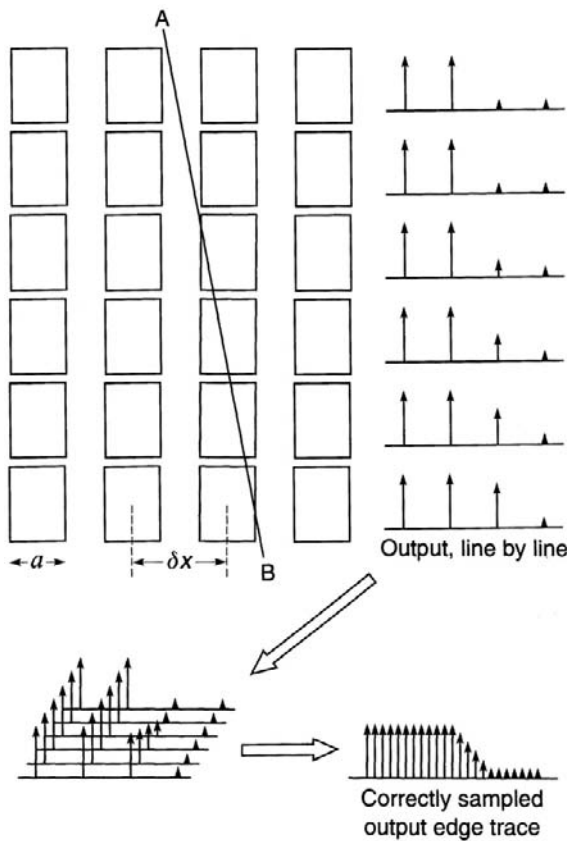 A
a
δx
B
Output, line by line
Correctly sampled
output edge trace